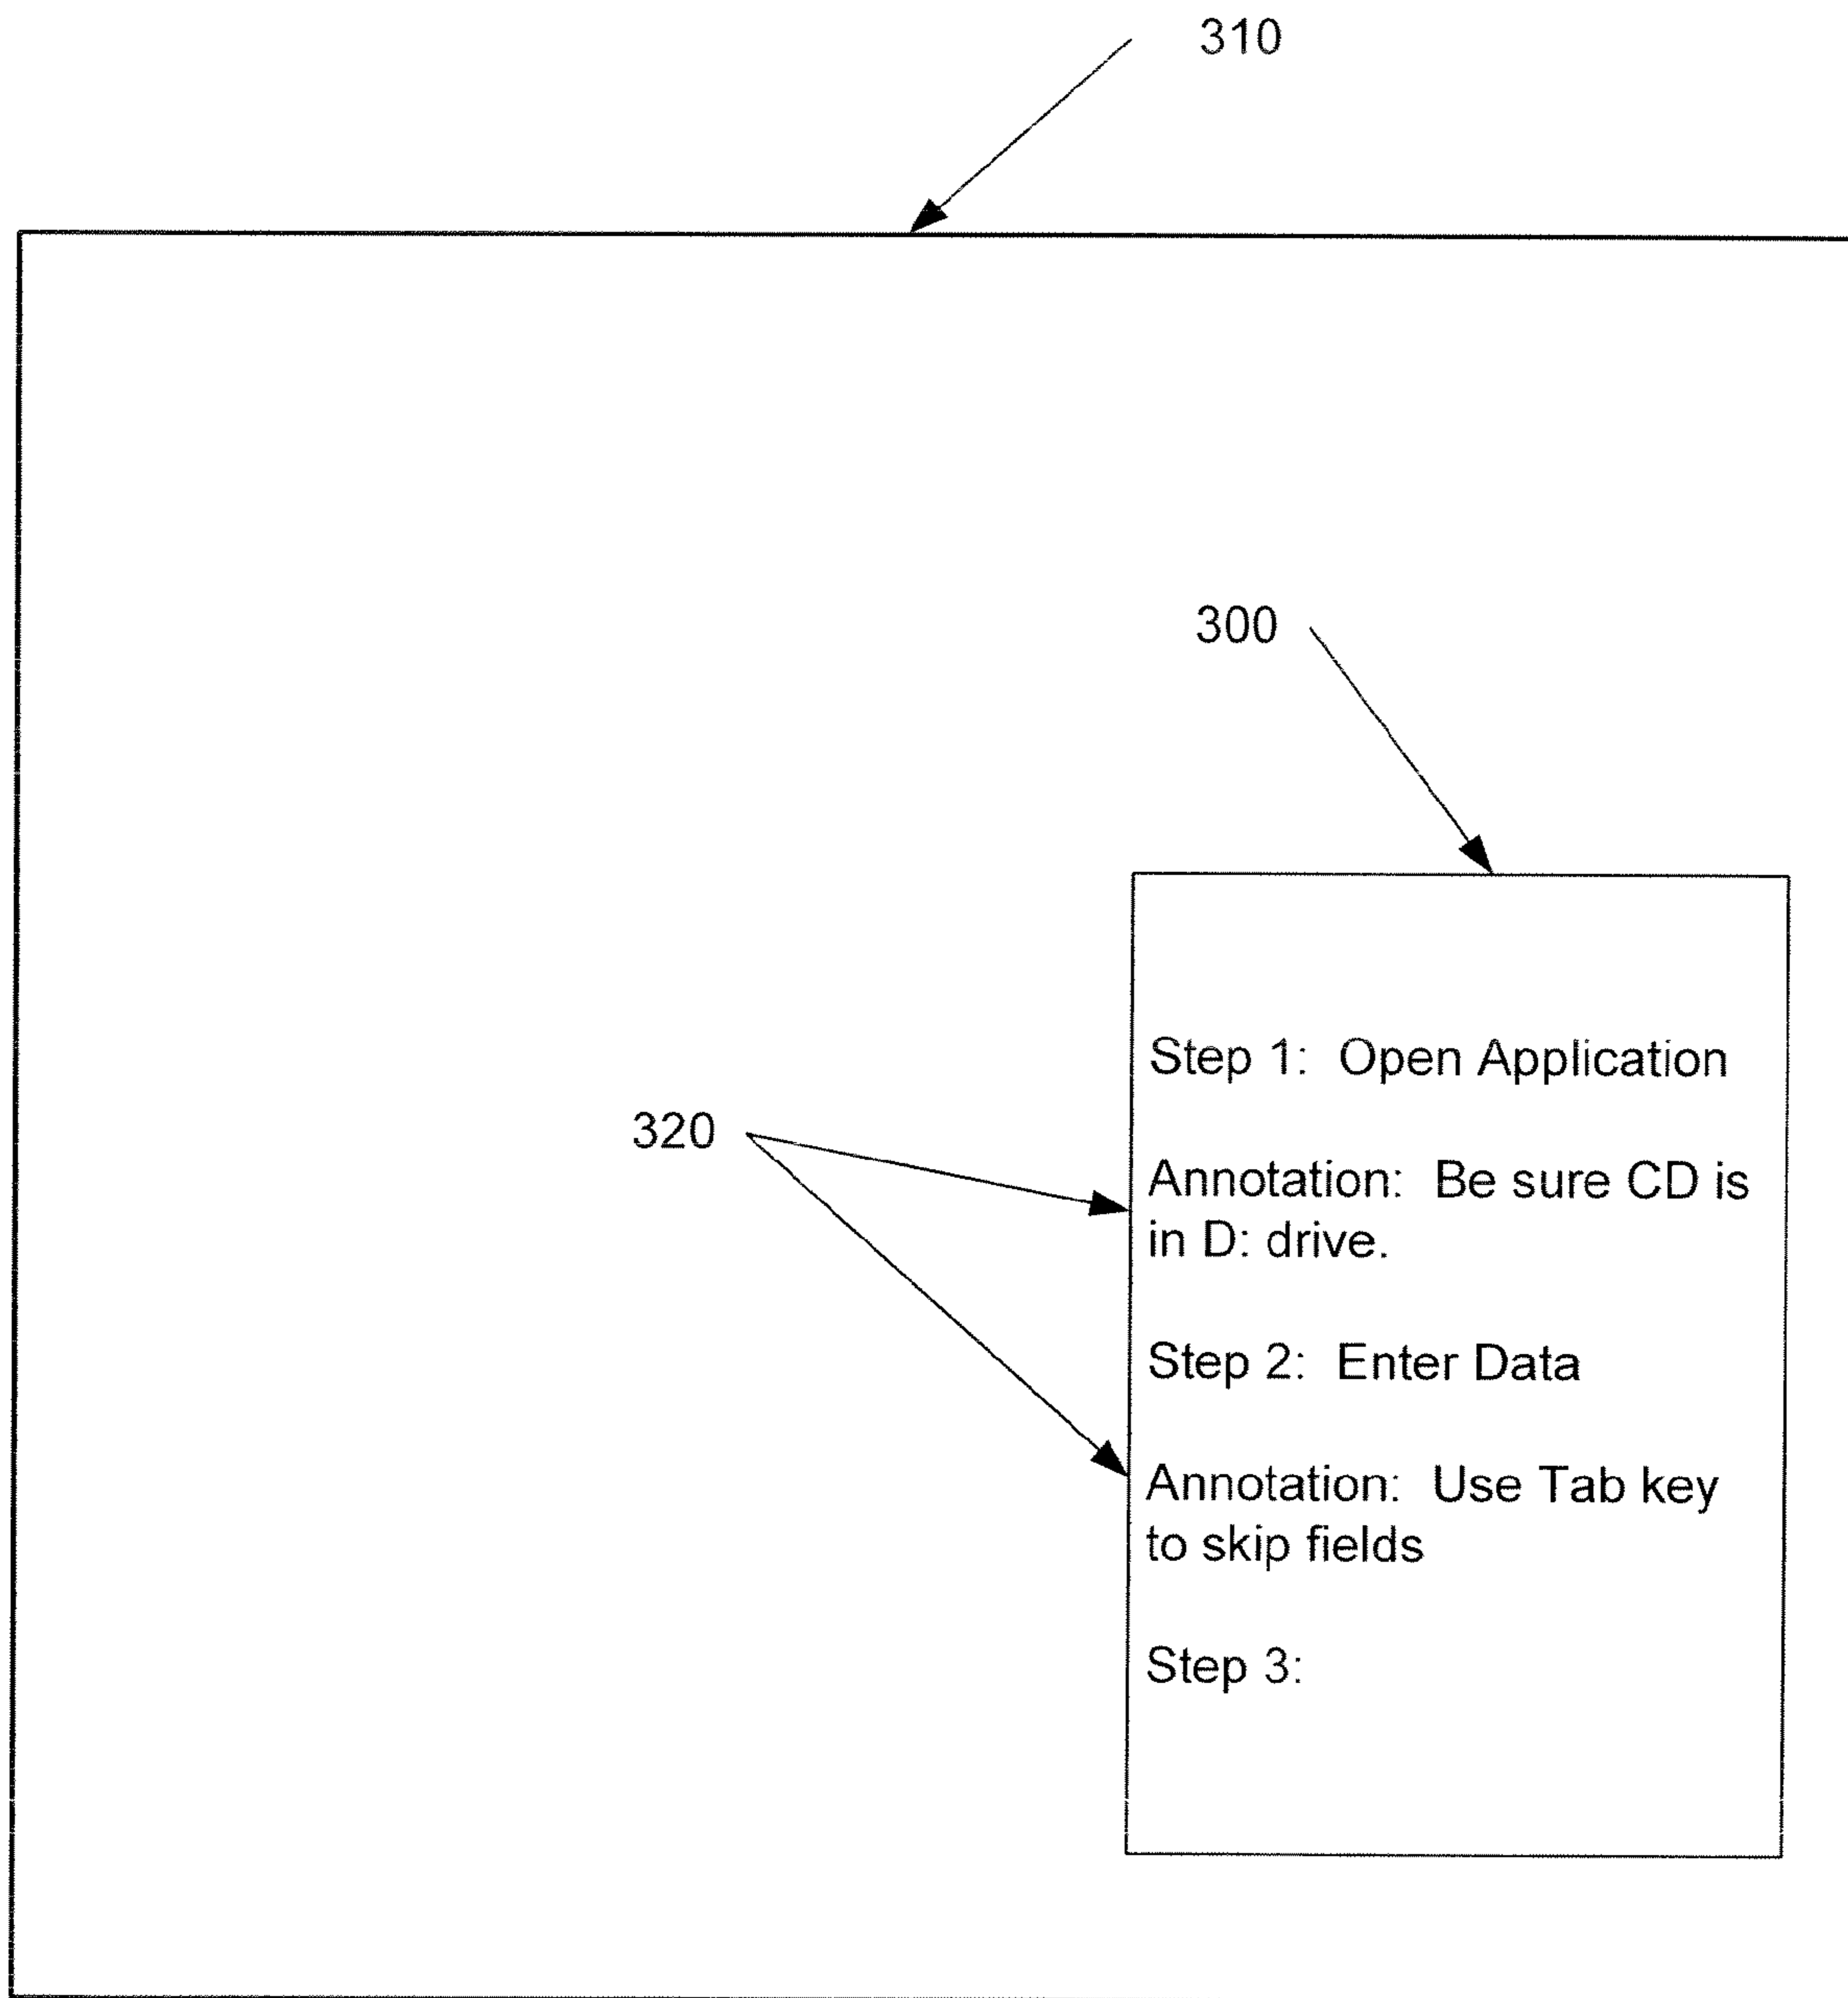 310
300
Step 1: Open Application
320
Annotation: Be sure CD is
in D: drive.
Step 2: Enter Data
Annotation: Use Tab key
to skip fields
Step 3: